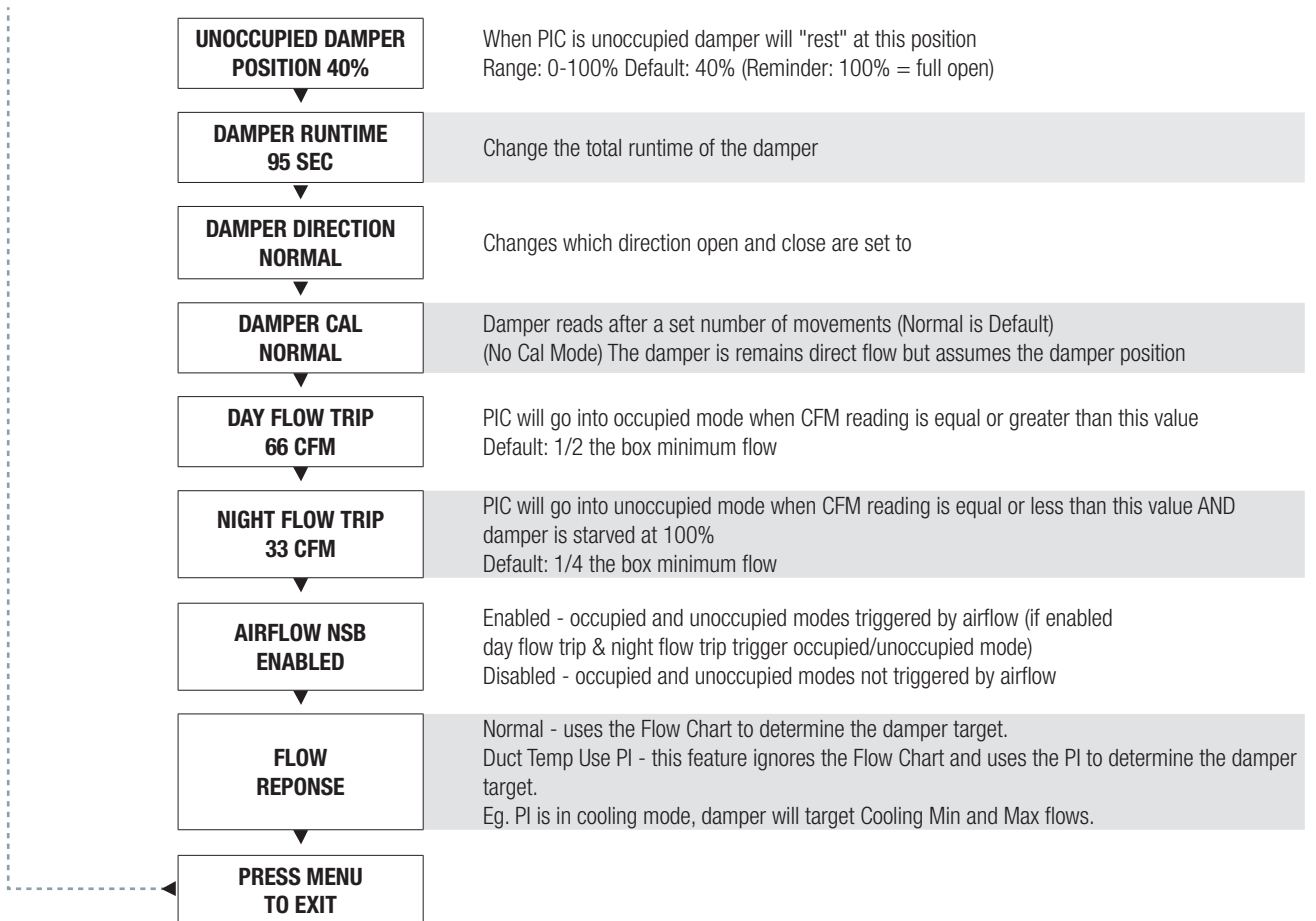 UNOCCUPIED DAMPER
POSITION 40%
When PIC is unoccupied damper will "rest" at this position
Range: 0-100% Default: 40% (Reminder: 100% = full open)
DAMPER RUNTIME
95 SEC
Change the total runtime of the damper
DAMPER DIRECTION
NORMAL
Changes which direction open and close are set to
DAMPER CAL
NORMAL
Damper reads after a set number of movements (Normal is Default)
(No Cal Mode) The damper is remains direct flow but assumes the damper position
DAY FLOW TRIP
66 CFM
PIC will go into occupied mode when CFM reading is equal or greater than this value
Default: 1/2 the box minimum flow
NIGHT FLOW TRIP
33 CFM
PIC will go into unoccupied mode when CFM reading is equal or less than this value AND
damper is starved at 100%
Default: 1/4 the box minimum flow
AIRFLOW NSB
ENABLED
Enabled - occupied and unoccupied modes triggered by airflow (if enabled
day flow trip & night flow trip trigger occupied/unoccupied mode)
Disabled - occupied and unoccupied modes not triggered by airflow
FLOW
REPONSE
Normal - uses the Flow Chart to determine the damper target.
Duct Temp Use PI - this feature ignores the Flow Chart and uses the PI to determine the damper
target.
Eg. PI is in cooling mode, damper will target Cooling Min and Max flows.
PRESS MENU
TO EXIT